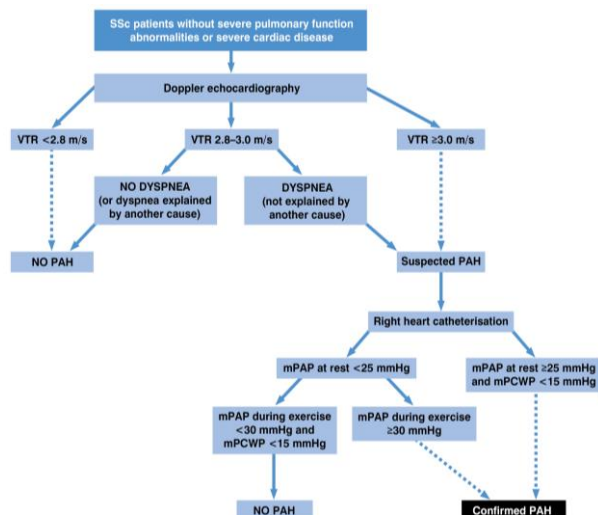 SSc patients without severe pulmonary function
abnormalities or severe cardiac disease
Doppler echocardiography
VTR <2.8 m/s
VTR 2.8–3.0 m/s
VTR ≥3.0 m/s
NO DYSPNEA
(or dyspnea explained
by another cause)
DYSPNEA
(not explained by
another cause)
NO PAH
Suspected PAH
Right heart catheterisation
mPAP at rest <25 mmHg
mPAP at rest ≥25 mmHg
and mPCWP <15 mmHg
mPAP during exercise
<30 mmHg and
mPCWP <15 mmHg
mPAP during exercise
≥30 mmHg
NO PAH
Confirmed PAH